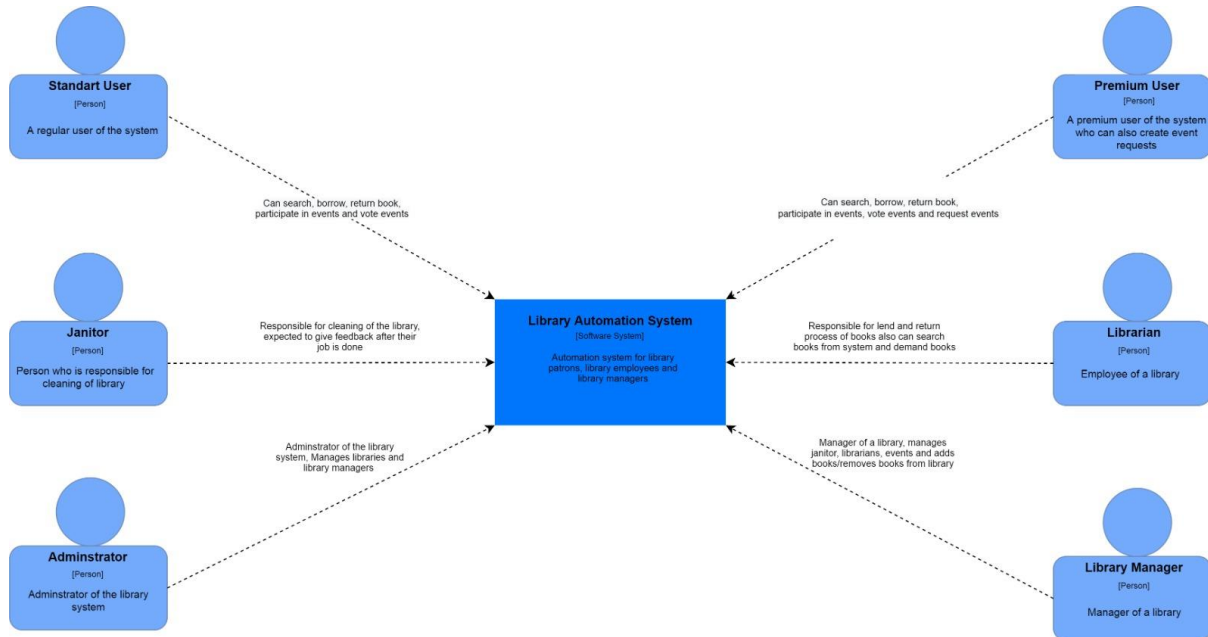 Standart User
[Person]
A regular user of the system
Premium User
[Person]
A premium user of the system
who can also create event
requests
Can search, borrow, return book,
participate in events and vote events
Can search, borrow, return book,
participate in events, vote events and request events
Janitor
[Person]
Person who is responsible for
cleaning of library
Responsible for cleaning of the library,
expected to give feedback after their
job is done
Library Automation System
[Software System]
Automation system for library
patrons, library employees and
library managers
Responsible for lend and return
process of books also can search
books from system and demand books
Librarian
[Person]
Employee of a library
Adminstrator of the library
system, Manages libraries and
library managers
Manager of a library, manages
janitor, librarians, events and adds
books/removes books from library
Adminstrator
[Person]
Adminstrator of the library
system
Library Manager
[Person]
Manager of a library